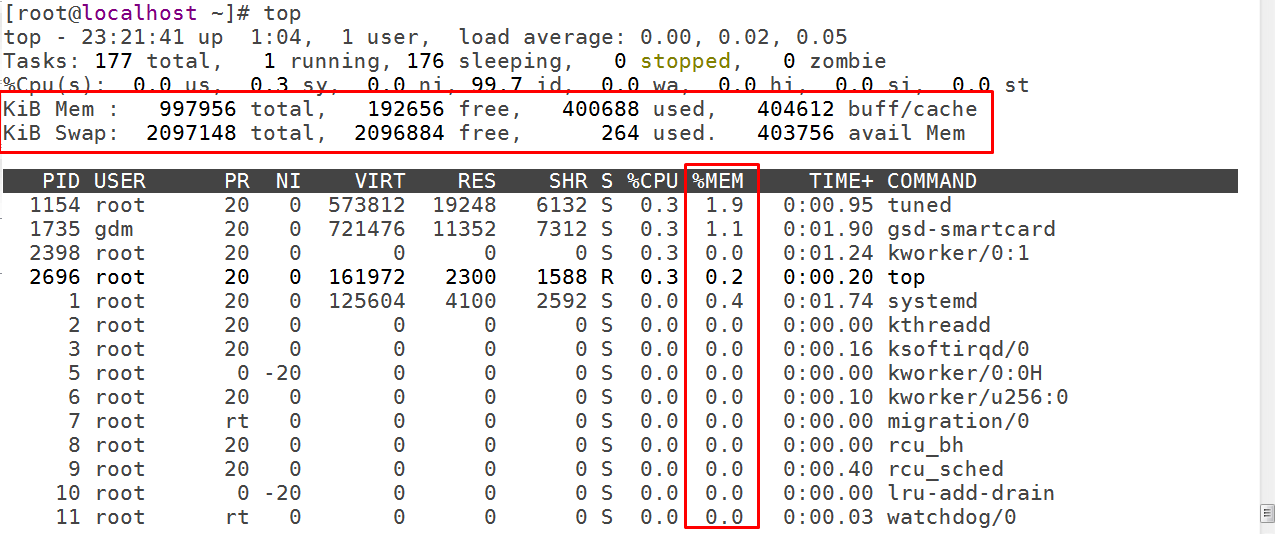 [root@localhost ~]# top
top - 23:21:41 up  1:04,  1 user,  load average: 0.00, 0.02, 0.05
Tasks: 177 total,   1 running, 176 sleeping,   0 stopped,   0 zombie
%Cpu(s):  0.0 us,  0.3 sy,  0.0 ni, 99.7 id,  0.0 wa,  0.0 hi,  0.0 si,  0.0 st
KiB Mem :   997956 total,   192656 free,   400688 used,   404612 buff/cache
KiB Swap:  2097148 total,  2096884 free,      264 used.   403756 avail Mem
PID USER      PR  NI    VIRT    RES    SHR S %CPU %MEM     TIME+ COMMAND
1154 root      20   0  573812  19248   6132 S  0.3  1.9   0:00.95 tuned
1735 gdm       20   0  721476  11352   7312 S  0.3  1.1   0:01.90 gsd-smartcard
2398 root      20   0       0      0      0 S  0.3  0.0   0:01.24 kworker/0:1
2696 root      20   0  161972   2300   1588 R  0.3  0.2   0:00.20 top
1 root      20   0  125604   4100   2592 S  0.0  0.4   0:01.74 systemd
2 root      20   0       0      0      0 S  0.0  0.0   0:00.00 kthreadd
3 root      20   0       0      0      0 S  0.0  0.0   0:00.16 ksoftirqd/0
5 root       0 -20       0      0      0 S  0.0  0.0   0:00.00 kworker/0:0H
6 root      20   0       0      0      0 S  0.0  0.0   0:00.10 kworker/u256:0
7 root      rt   0       0      0      0 S  0.0  0.0   0:00.00 migration/0
8 root      20   0       0      0      0 S  0.0  0.0   0:00.00 rcu_bh
9 root      20   0       0      0      0 S  0.0  0.0   0:00.40 rcu_sched
10 root       0 -20       0      0      0 S  0.0  0.0   0:00.00 lru-add-drain
11 root      rt   0       0      0      0 S  0.0  0.0   0:00.03 watchdog/0